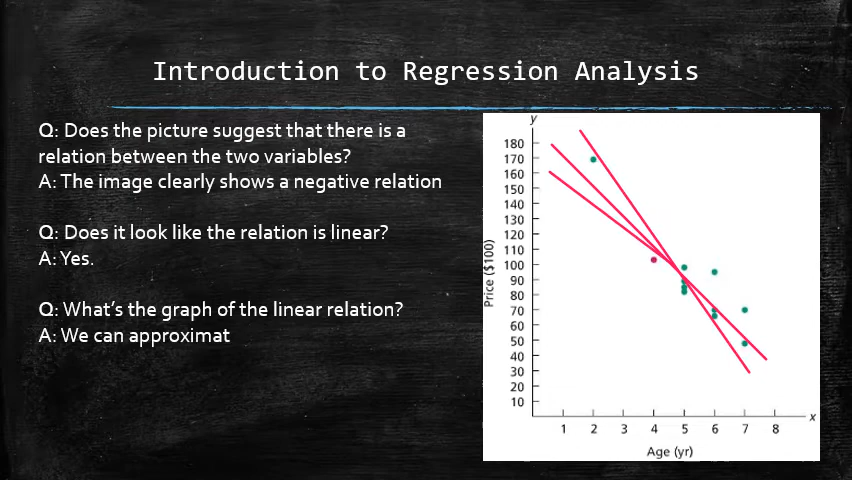 Introduction to Regression Analysis
Q: Does the picture suggest that there is a
relation between the two variables?
A: The image clearly shows a negative relation
Q: Does it look like the relation is linear?
A: Yes.
Q: What's the graph of the linear relation?
A: We can approximat
y
180
170
160
150
140
130
120
110
100
90
80
70
60
50
40
30
20
10
Price ($100)
x
1 2 3 4 5 6 7 8
Age (yr)